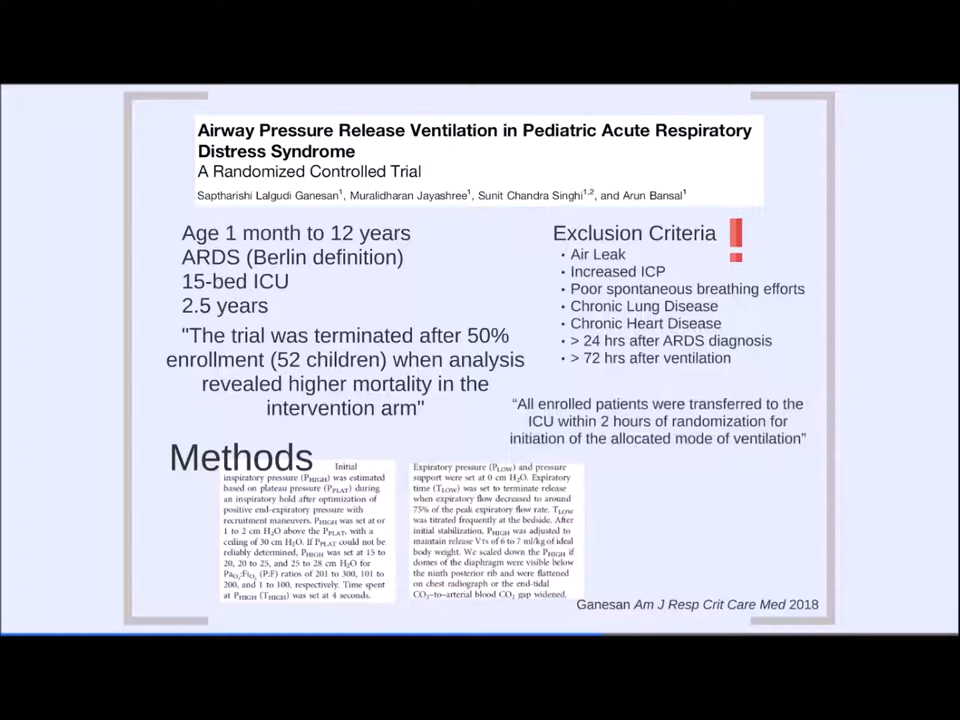 Airway Pressure Release Ventilation in Pediatric Acute Respiratory
Distress Syndrome
A Randomized Controlled Trial
Saptharishi Lalgudi Ganesan1, Muralidharan Jayashree1, Sunit Chandra Singhi1,2, and Arun Bansal1
Age 1 month to 12 years
ARDS (Berlin definition)
15-bed ICU
2.5 years
"The trial was terminated after 50%
enrollment (52 children) when analysis
revealed higher mortality in the
intervention arm"
Exclusion Criteria
• Air Leak
• Increased ICP
• Poor spontaneous breathing efforts
• Chronic Lung Disease
• Chronic Heart Disease
• > 24 hrs after ARDS diagnosis
• > 72 hrs after ventilation
“All enrolled patients were transferred to the
ICU within 2 hours of randomization for
initiation of the allocated mode of ventilation”
Methods
Initial
inspiratory pressure (PHIGH) was estimated
based on plateau pressure (PPLAT) during
an inspiratory hold after optimization of
positive end-expiratory pressure with
recruitment maneuvers. PHIGH was set at or
1 to 2 cm H2O above the PPLAT, with a
ceiling of 30 cm H2O. If PPLAT could not be
reliably determined, PHIGH was set at 15 to
20, 20 to 25, and 25 to 28 cm H2O for
PaO2:FIO2 (P:F) ratios of 201 to 300, 101 to
200, and 1 to 100, respectively. Time spent
at PHIGH (THIGH) was set at 4 seconds.
Expiratory pressure (PLOW) and pressure
support were set at 0 cm H2O. Expiratory
time (TLOW) was set to terminate release
when expiratory flow decreased to around
75% of the peak expiratory flow rate. TLOW
was titrated frequently at the bedside. After
initial stabilization, PHIGH was adjusted to
maintain release VTs of 6 to 7 ml/kg of ideal
body weight. We scaled down the PHIGH if
domes of the diaphragm were visible below
the ninth posterior rib and were flattened
on chest radiograph or the end-tidal
CO2-to-arterial blood CO2 gap widened.
Ganesan Am J Resp Crit Care Med 2018